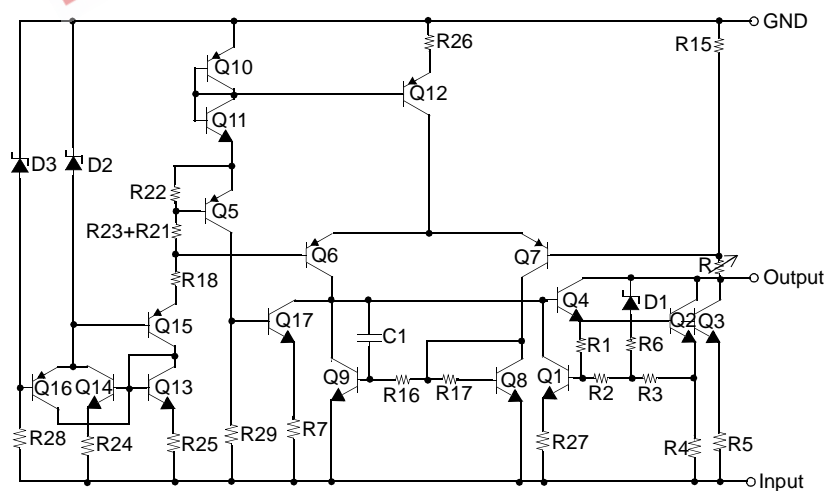 GND
R26
R15
Q10
Q12
Q11
D3
D2
R22
Q5
R23+R21
Q6
Q7
R
R18
Output
Q4
D1
Q17
Q2
Q3
Q15
C1
R1
R6
Q16
Q14
Q13
Q9
R16
R17
Q8
Q1
R2
R3
R28
R24
R25
R29
R7
R27
R4
R5
Input